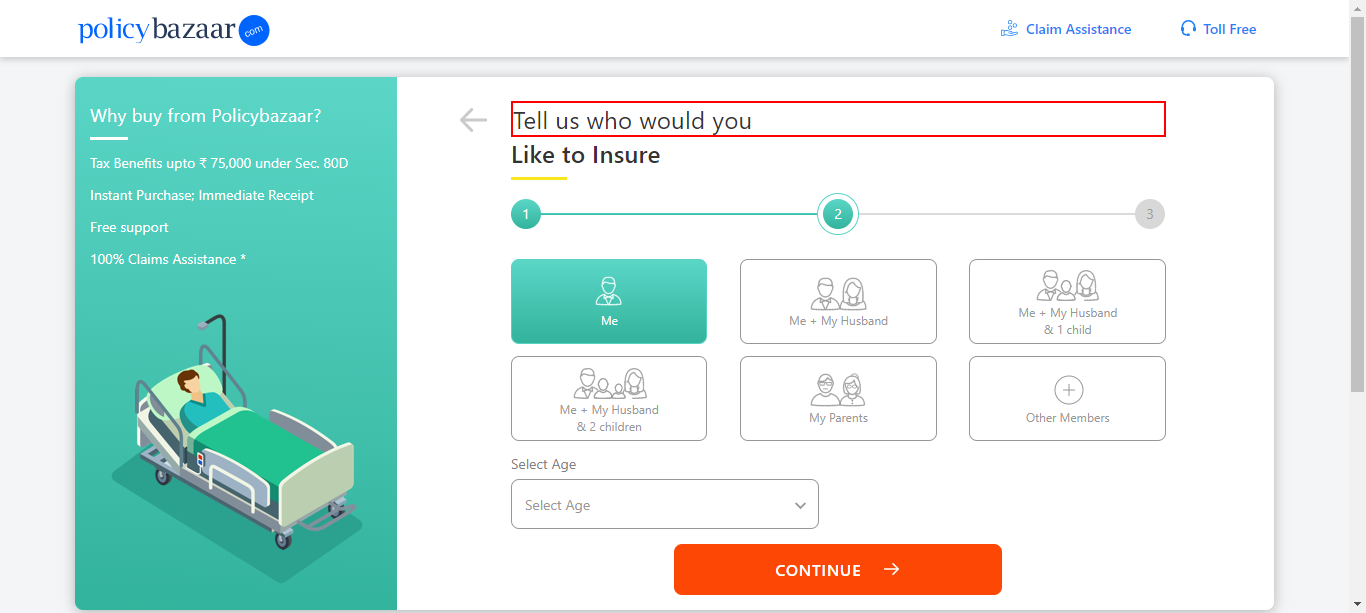 policybazaar.com
Claim Assistance
Toll Free
Why buy from Policybazaar?
Tax Benefits upto ₹ 75,000 under Sec. 80D
Instant Purchase; Immediate Receipt
Free support
100% Claims Assistance *
Tell us who would you
Like to Insure
1
2
3
Me
Me + My Husband
Me + My Husband
& 1 child
Me + My Husband
& 2 children
My Parents
Other Members
Select Age
Select Age
CONTINUE